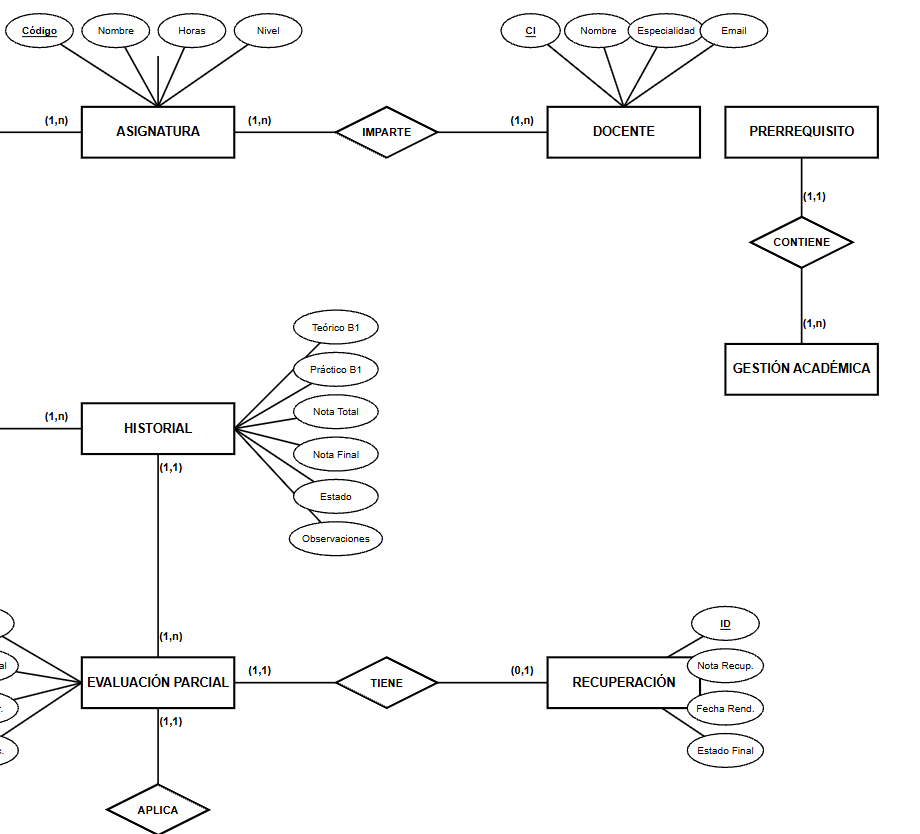 Código
Nombre
Horas
Nivel
CI
Nombre
Especialidad
Email
(1,n)
ASIGNATURA
(1,n)
IMPARTE
(1,n)
DOCENTE
PRERREQUISITO
(1,1)
CONTIENE
(1,n)
GESTIÓN ACADÉMICA
Teórico B1
Práctico B1
Nota Total
Nota Final
Estado
Observaciones
(1,n)
HISTORIAL
(1,1)
(1,n)
EVALUACIÓN PARCIAL
(1,1)
TIENE
(0,1)
RECUPERACIÓN
ID
Nota Recup.
Fecha Rend.
Estado Final
(1,1)
APLICA